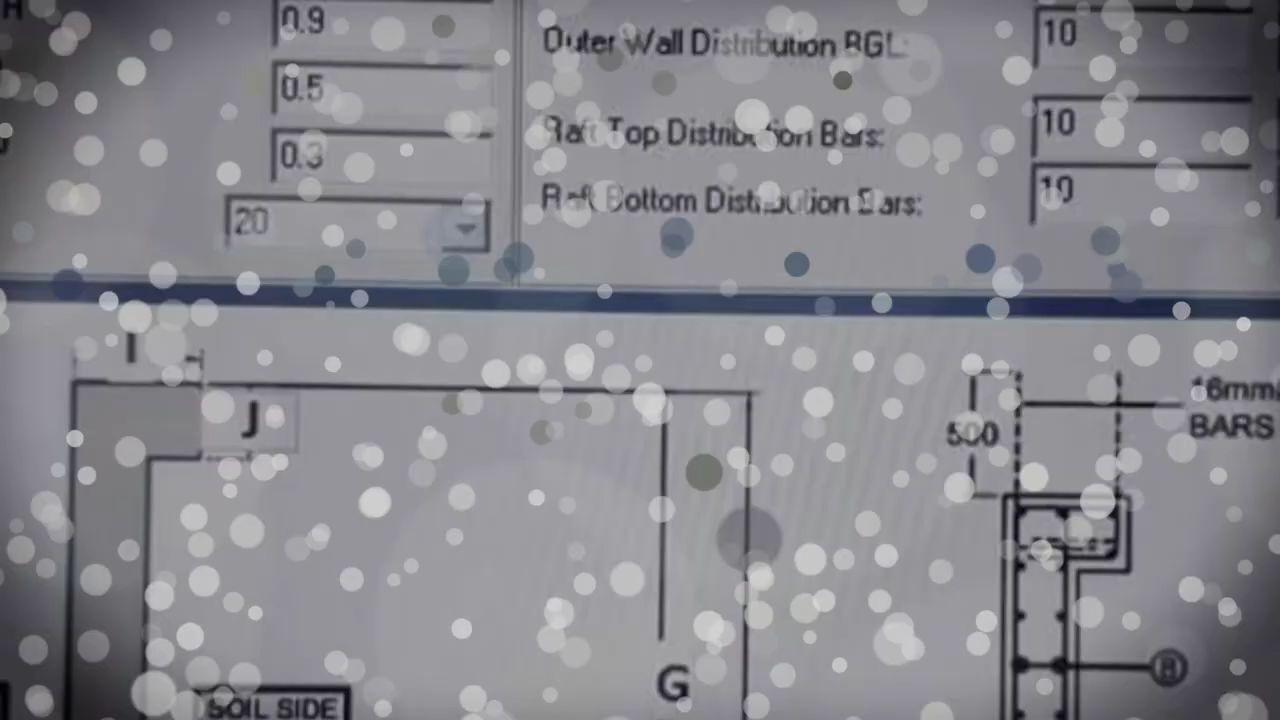 0.9
Outer Wall Distribution BGL:
10
0.5
Raft Top Distribution Bars:
10
0.3
Raft Bottom Distribution Bars:
10
20
J
500
16mm
BARS
G
B
SOIL SIDE